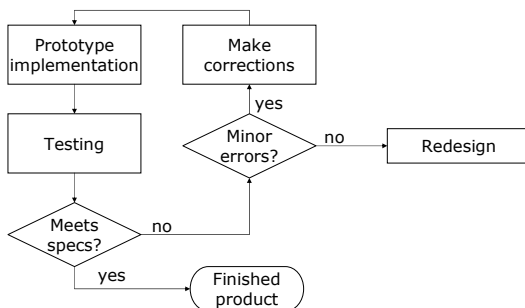 Prototype
implementation
Make
corrections
yes
Testing
Minor
errors?
no
Redesign
Meets
specs?
no
yes
Finished
product